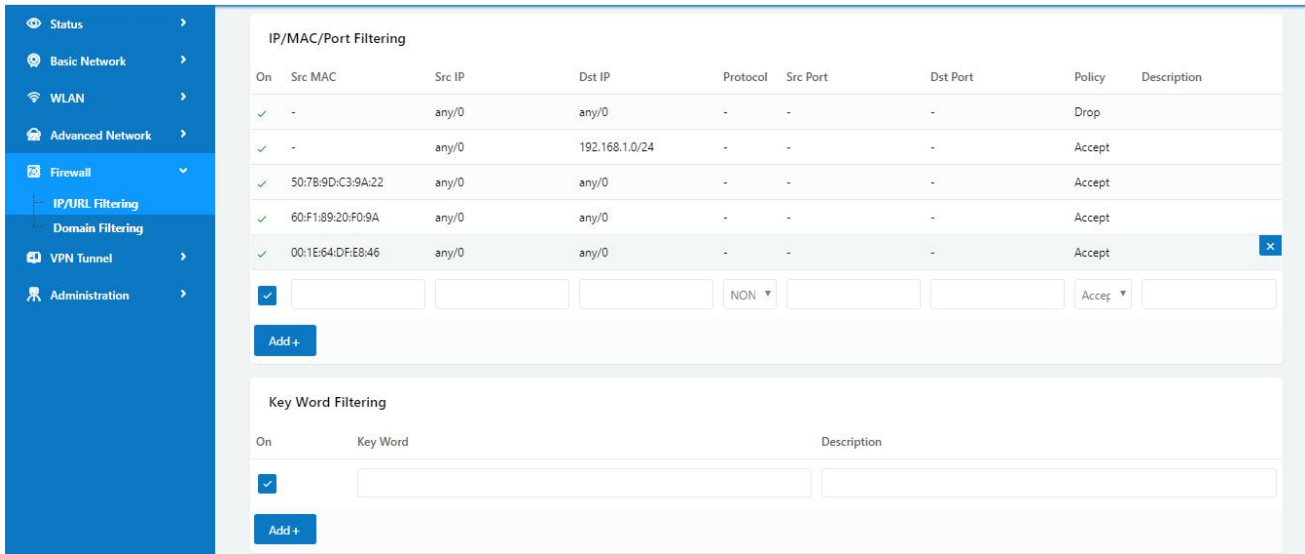 Status
Basic Network
WLAN
Advanced Network
Firewall
IP/URL Filtering
Domain Filtering
VPN Tunnel
Administration
IP/MAC/Port Filtering
On Src MAC Src IP Dst IP Protocol Src Port Dst Port Policy Description
- any/0 any/0 - - - Drop
- any/0 192.168.1.0/24 - - - Accept
50:7B:9D:C3:9A:22 any/0 any/0 - - - Accept
60:F1:89:20:F0:9A any/0 any/0 - - - Accept
00:1E:64:DF:E8:46 any/0 any/0 - - - Accept
NON Accep
Add +
Key Word Filtering
On Key Word Description
Add +